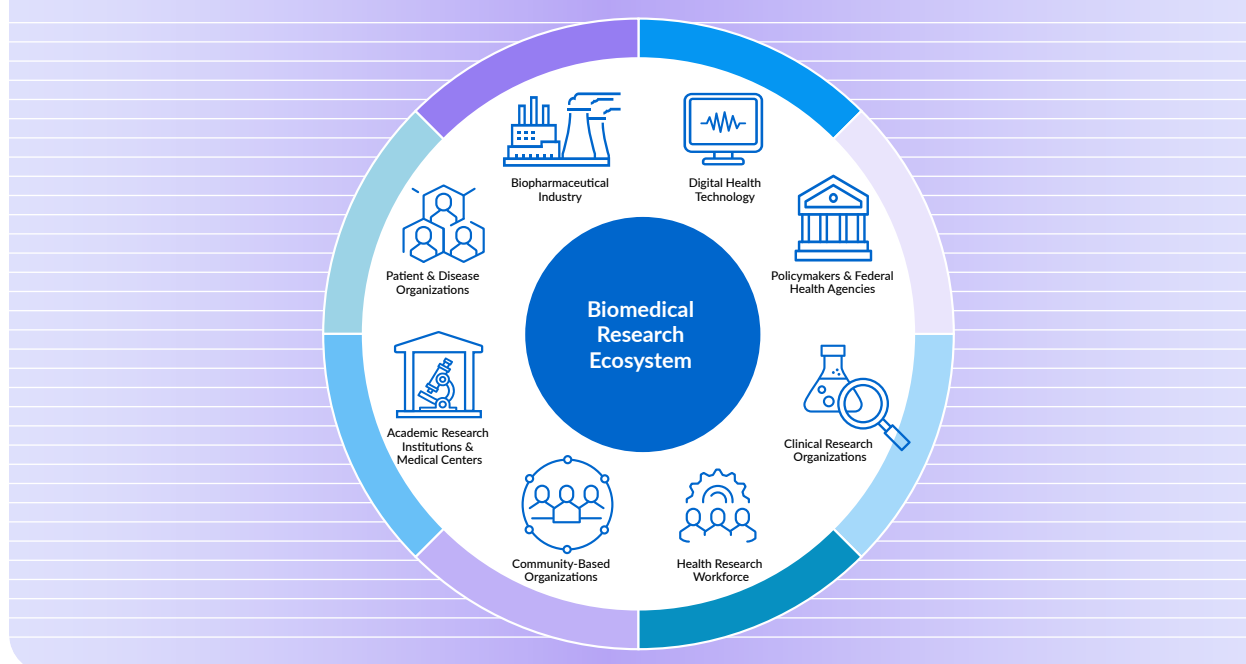 Biopharmaceutical
Industry
Digital Health
Technology
Policymakers & Federal
Health Agencies
Clinical Research
Organizations
Health Research
Workforce
Community-Based
Organizations
Academic Research
Institutions &
Medical Centers
Patient & Disease
Organizations
Biomedical
Research
Ecosystem